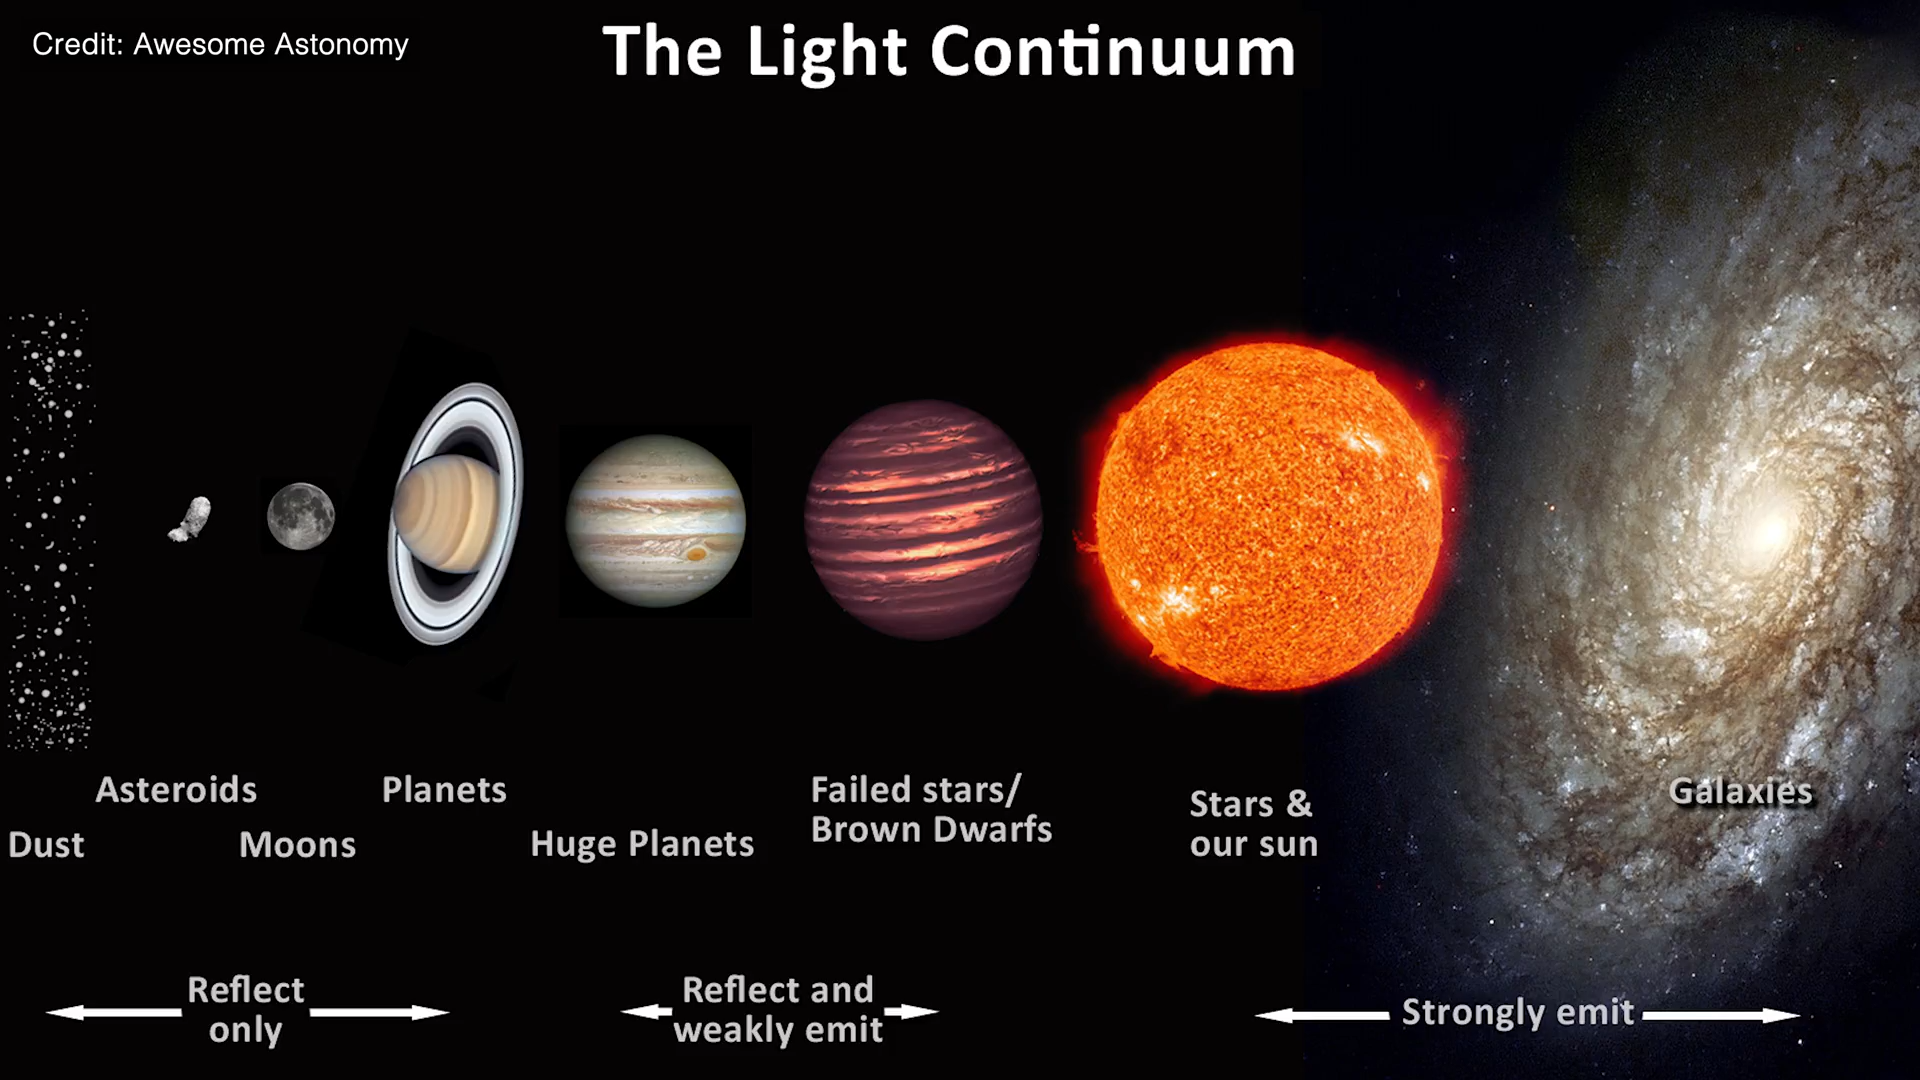 Credit: Awesome Astonomy
The Light Continuum
Asteroids
Planets
Failed stars/
Brown Dwarfs
Stars &
our sun
Galaxies
Dust
Moons
Huge Planets
Reflect
only
Reflect and
weakly emit
Strongly emit